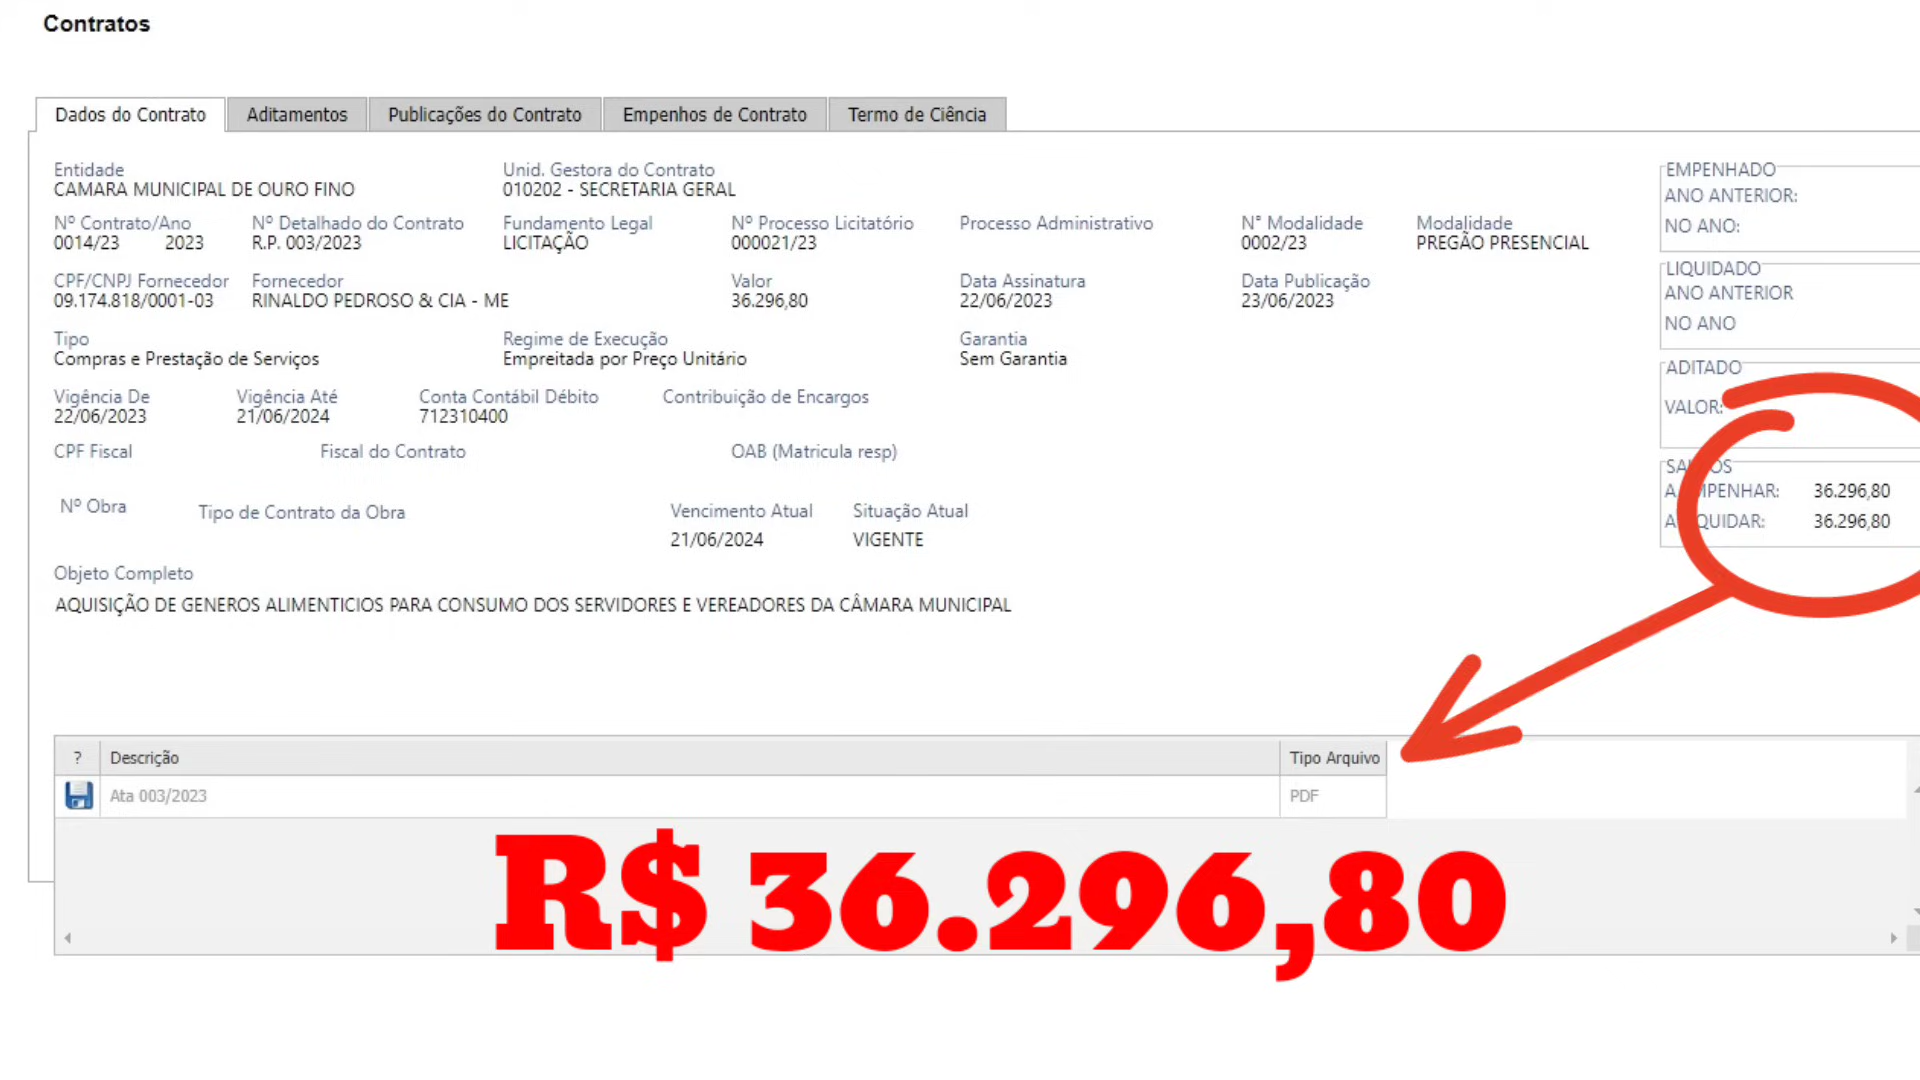 Contratos
Dados do Contrato Aditamentos Publicações do Contrato Empenhos de Contrato Termo de Ciência
Entidade Unid. Gestora do Contrato
CAMARA MUNICIPAL DE OURO FINO 010202 - SECRETARIA GERAL
Nº Contrato/Ano Nº Detalhado do Contrato Fundamento Legal Nº Processo Licitatório Processo Administrativo N° Modalidade Modalidade
0014/23 2023 R.P. 003/2023 LICITAÇÃO 000021/23 0002/23 PREGÃO PRESENCIAL
CPF/CNPJ Fornecedor Fornecedor Valor Data Assinatura Data Publicação
09.174.818/0001-03 RINALDO PEDROSO & CIA - ME 36.296,80 22/06/2023 23/06/2023
Tipo Regime de Execução Garantia
Compras e Prestação de Serviços Empreitada por Preço Unitário Sem Garantia
Vigência De Vigência Até Conta Contábil Débito Contribuição de Encargos
22/06/2023 21/06/2024 712310400
CPF Fiscal Fiscal do Contrato OAB (Matricula resp)
Nº Obra Tipo de Contrato da Obra Vencimento Atual Situação Atual
21/06/2024 VIGENTE
Objeto Completo
AQUISIÇÃO DE GENEROS ALIMENTICIOS PARA CONSUMO DOS SERVIDORES E VEREADORES DA CÂMARA MUNICIPAL
EMPENHADO
ANO ANTERIOR:
NO ANO:
LIQUIDADO
ANO ANTERIOR
NO ANO
ADITADO
VALOR:
36.296,80
36.296,80
? Descrição Tipo Arquivo
Ata 003/2023 PDF
R$ 36.296,80